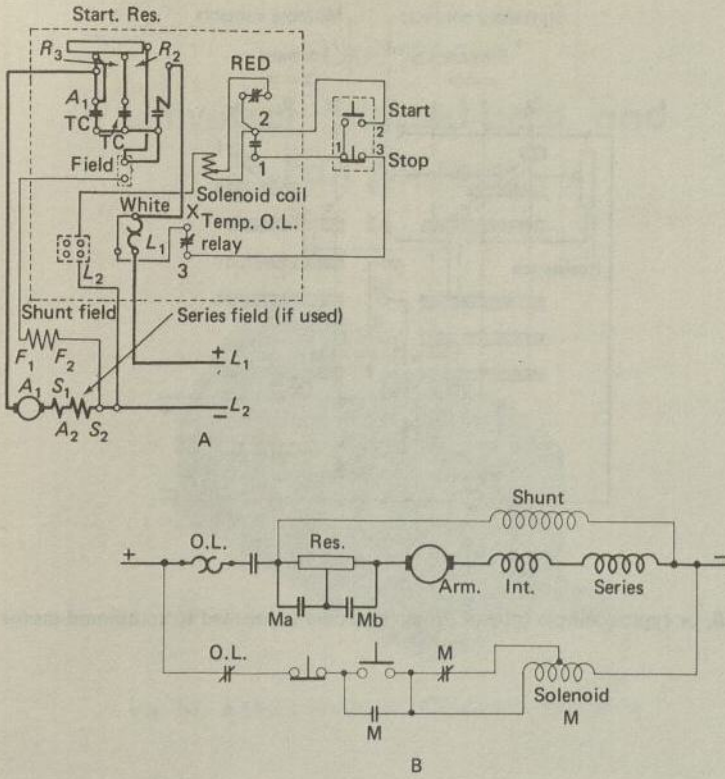 Start. Res.
R3
R2
RED
A1
TC
TC
2
Start
2
1
3
Field
1
Stop
Solenoid coil
White
X
Temp. O.L.
L1
relay
3
L2
Shunt field
Series field (if used)
F1
F2
+ L1
A1
S1
− L2
A2
S2
A
Shunt
+
O.L.
Res.
−
Arm.
Int.
Series
Ma
Mb
O.L.
M
Solenoid
M
M
B